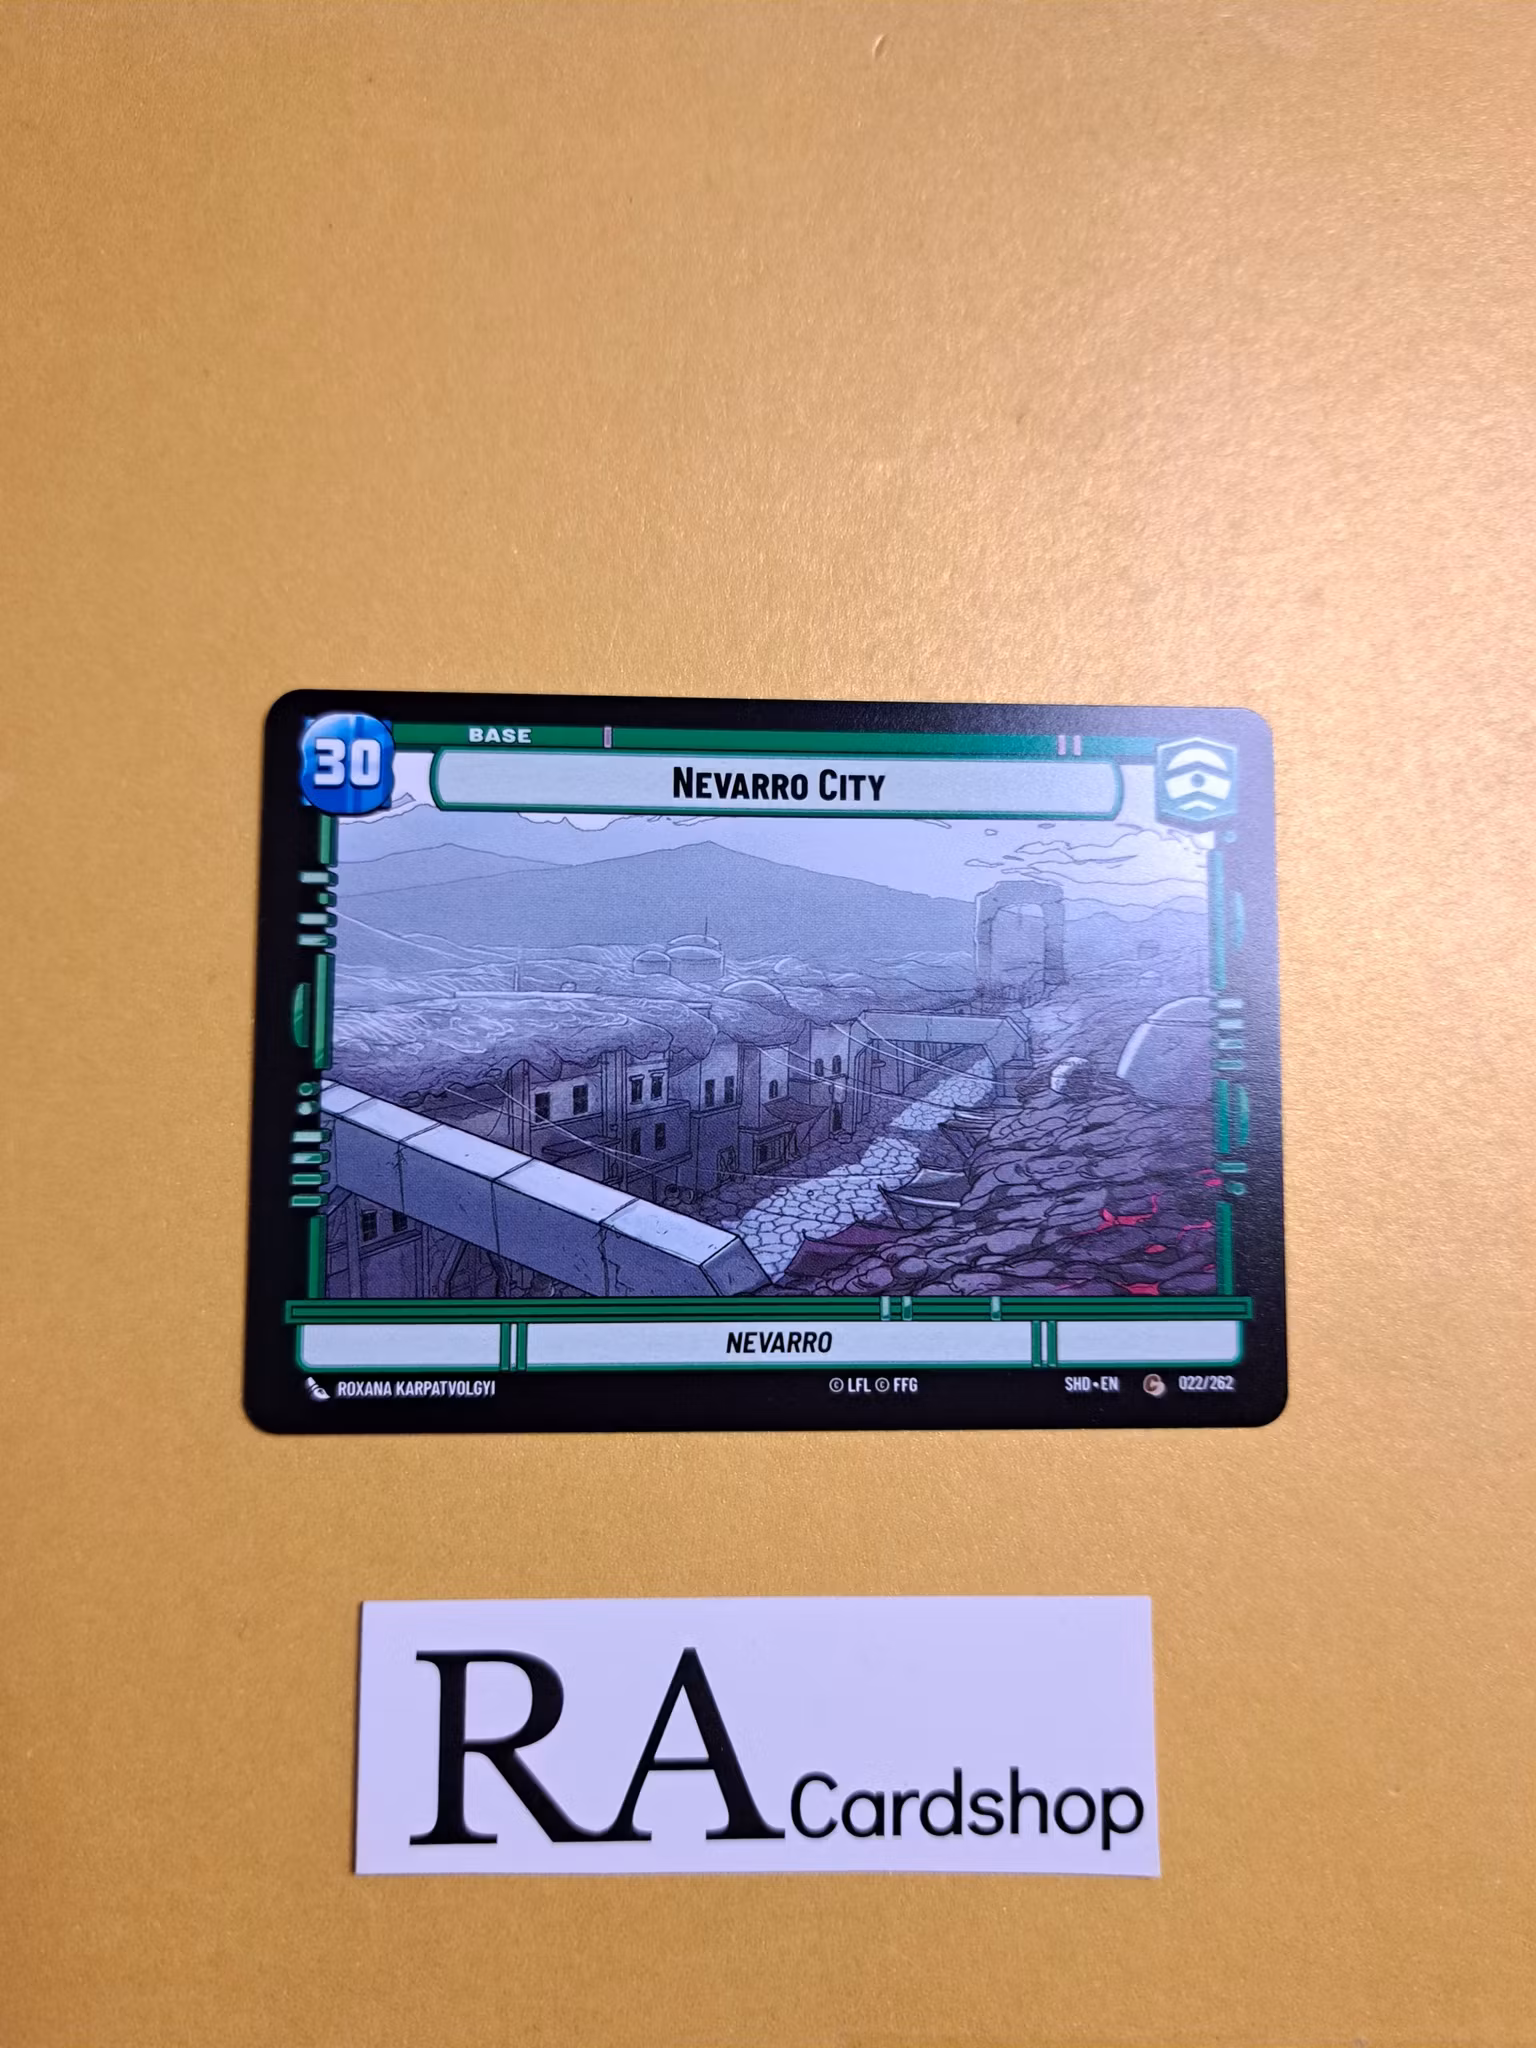 BASE
30
NEVARRO CITY
NEVARRO
ROXANA KARPATVOLGYI
© LFL © FFG
SHD • EN C 022/262
RA Cardshop